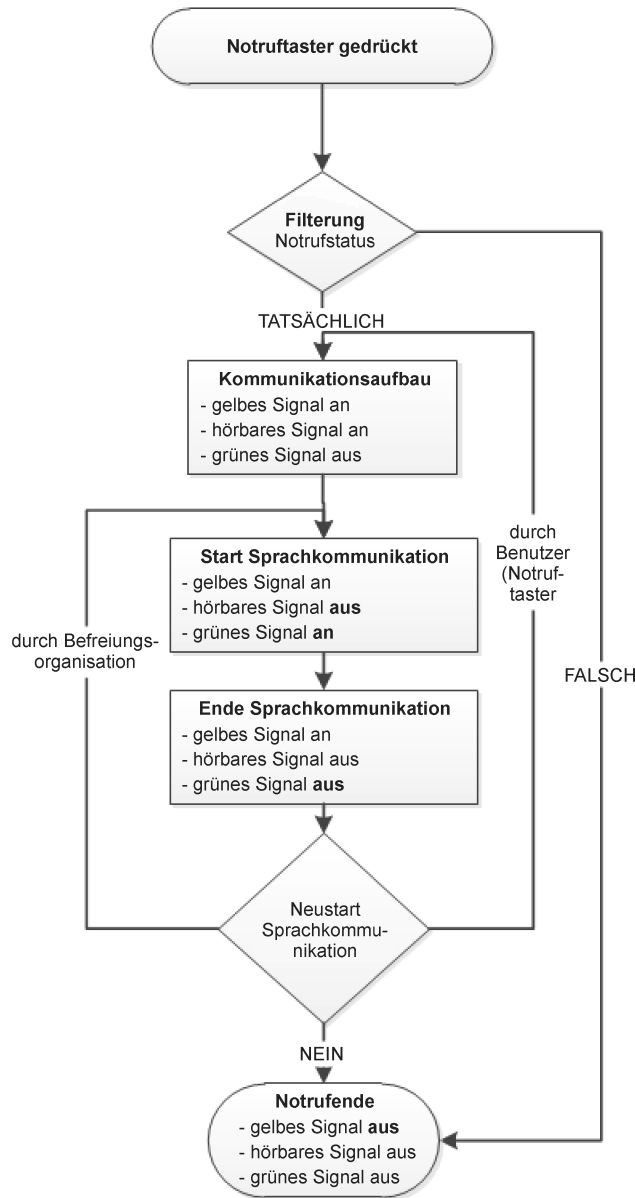 Notruftaster gedrückt
Filterung
Notrufstatus
TATSÄCHLICH
Kommunikationsaufbau
- gelbes Signal an
- hörbares Signal an
- grünes Signal aus
durch
Benutzer
(Notruf-
taster
Start Sprachkommunikation
- gelbes Signal an
- hörbares Signal aus
- grünes Signal an
durch Befreiungs-
organisation
FALSCH
Ende Sprachkommunikation
- gelbes Signal an
- hörbares Signal aus
- grünes Signal aus
Neustart
Sprachkommu-
nikation
NEIN
Notrufende
- gelbes Signal aus
- hörbares Signal aus
- grünes Signal aus